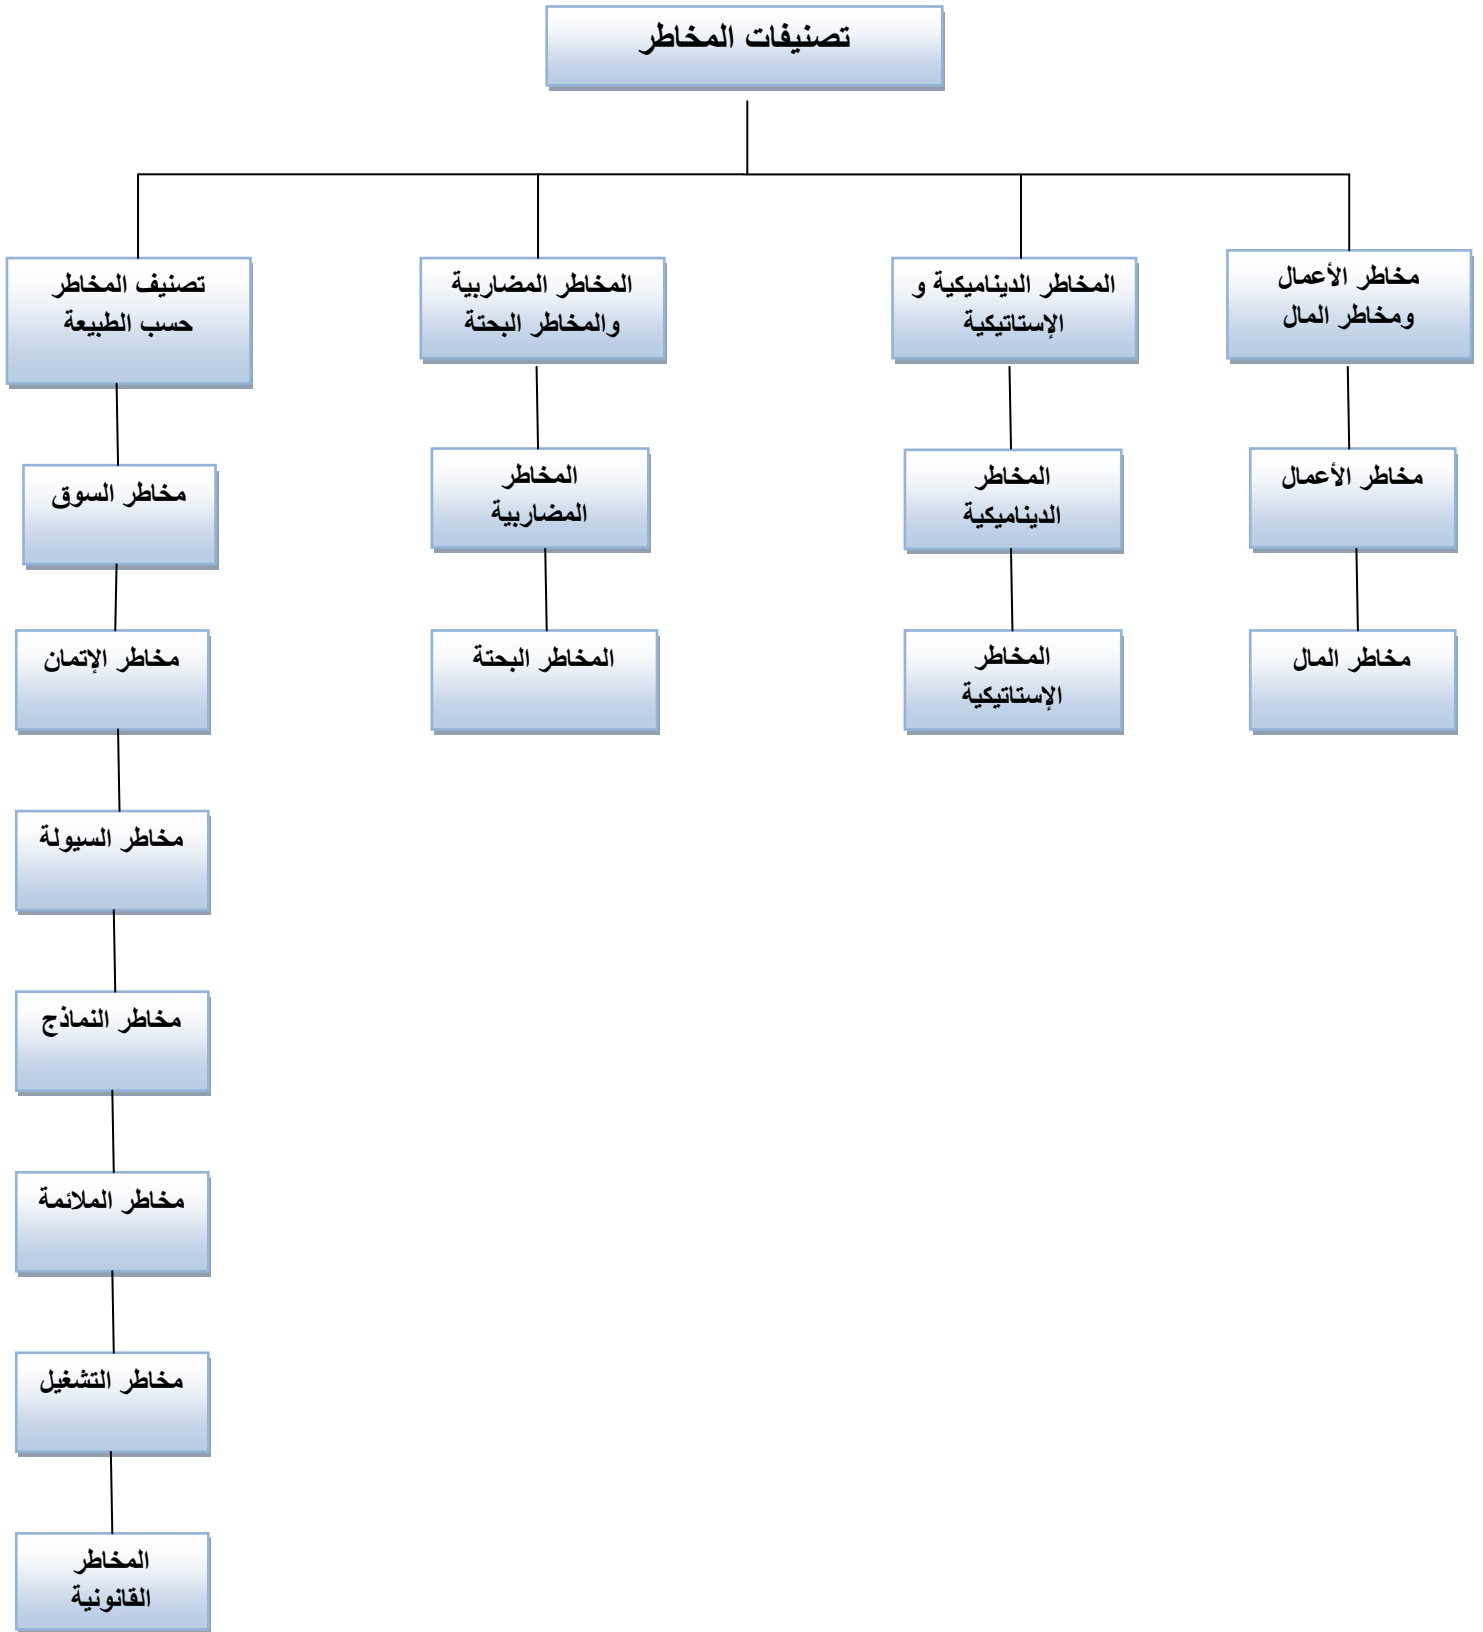 تصنيفات المخاطر
مخاطر الأعمال
ومخاطر المال
المخاطر الديناميكية و
الإستاتيكية
المخاطر المضاربية
والمخاطر البحتة
تصنيف المخاطر
حسب الطبيعة
مخاطر الأعمال
مخاطر المال
المخاطر
الديناميكية
المخاطر
الإستاتيكية
المخاطر
المضاربية
المخاطر البحتة
مخاطر السوق
مخاطر الإتمان
مخاطر السيولة
مخاطر النماذج
مخاطر الملائمة
مخاطر التشغيل
المخاطر
القانونية